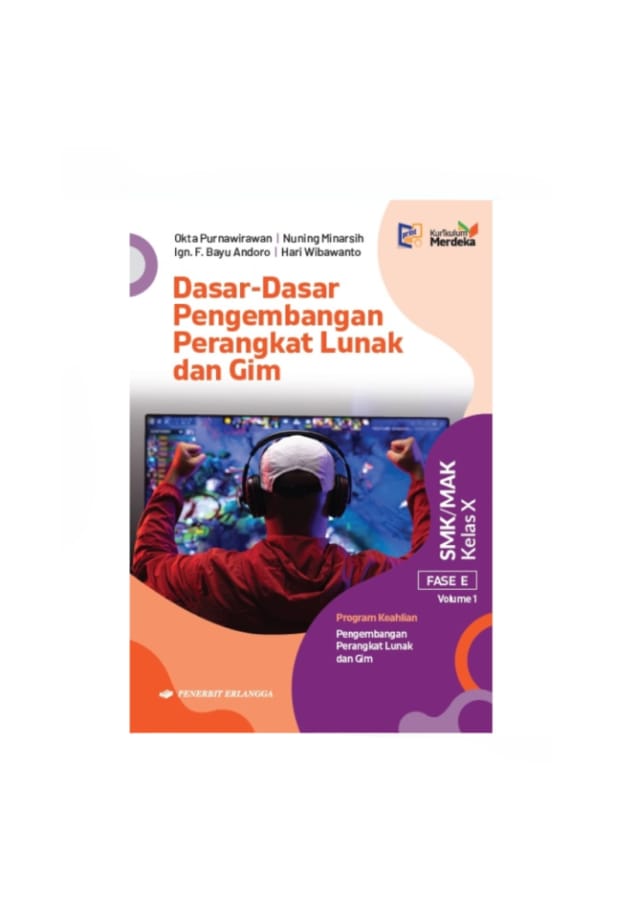 Okta Purnawirawan | Nuning Minarsih
Ign. F. Bayu Andoro | Hari Wibawanto
Kurikulum
Merdeka
Dasar-Dasar
Pengembangan
Perangkat Lunak
dan Gim
SMK/MAK
Kelas X
FASE E
Volume 1
Program Keahlian
Pengembangan
Perangkat Lunak
dan Gim
PENERBIT ERLANGGA